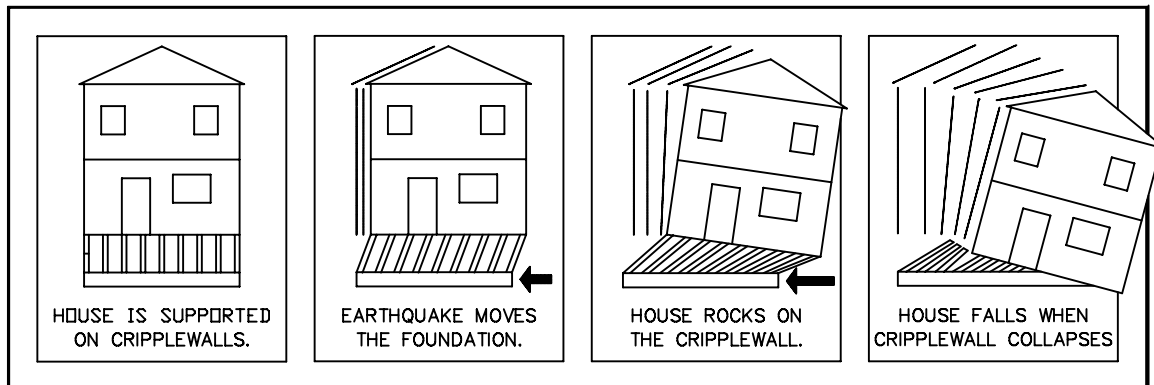 HOUSE IS SUPPORTED
ON CRIPPLEWALLS.
EARTHQUAKE MOVES
THE FOUNDATION.
HOUSE ROCKS ON
THE CRIPPLEWALL.
HOUSE FALLS WHEN
CRIPPLEWALL COLLAPSES